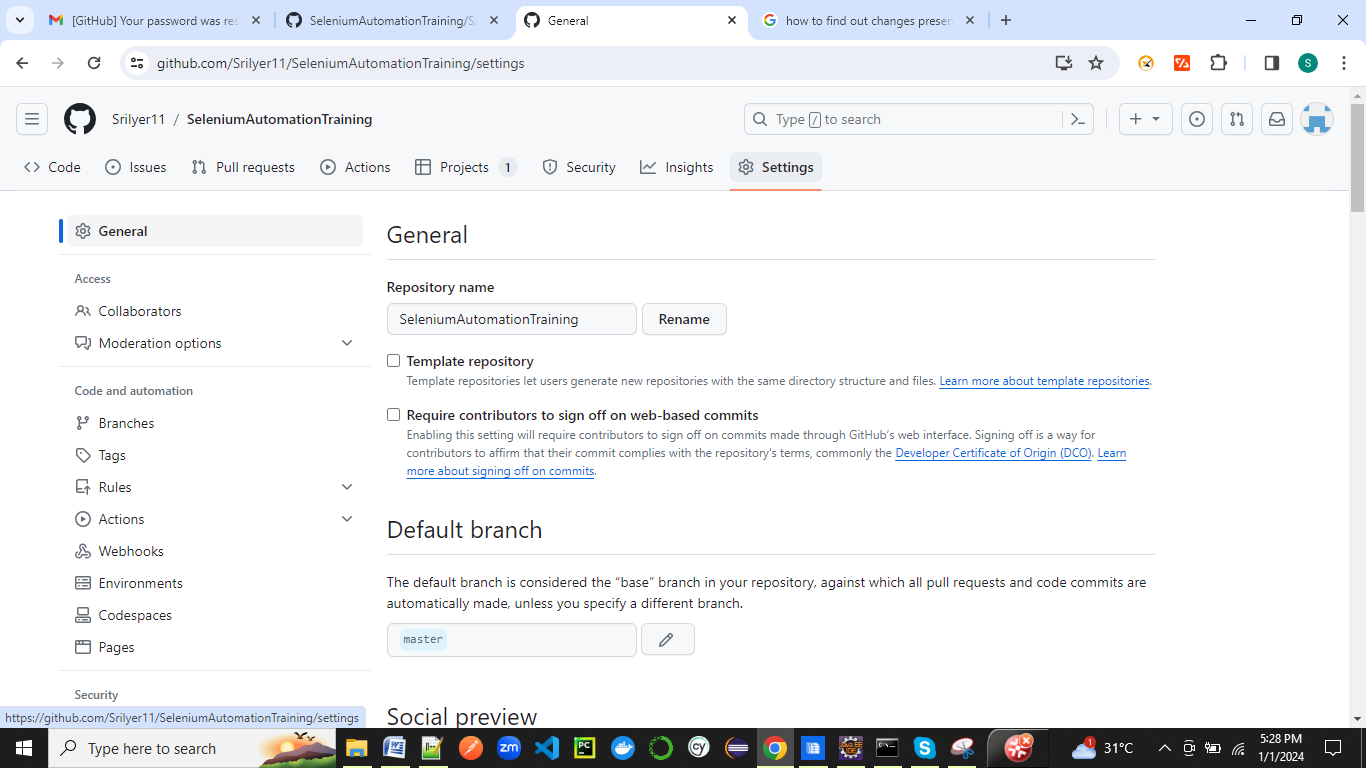 [GitHub] Your password was res
SeleniumAutomationTraining/S
General
how to find out changes presen
github.com/Srilyer11/SeleniumAutomationTraining/settings
S
Srilyer11 / SeleniumAutomationTraining
Type / to search
Code
Issues
Pull requests
Actions
Projects 1
Security
Insights
Settings
General
Access
Collaborators
Moderation options
Code and automation
Branches
Tags
Rules
Actions
Webhooks
Environments
Codespaces
Pages
Security
General
Repository name
SeleniumAutomationTraining
Rename
Template repository
Template repositories let users generate new repositories with the same directory structure and files. Learn more about template repositories.
Require contributors to sign off on web-based commits
Enabling this setting will require contributors to sign off on commits made through GitHub's web interface. Signing off is a way for
contributors to affirm that their commit complies with the repository's terms, commonly the Developer Certificate of Origin (DCO). Learn
more about signing off on commits.
Default branch
The default branch is considered the “base” branch in your repository, against which all pull requests and code commits are
automatically made, unless you specify a different branch.
master
Social preview
https://github.com/Srilyer11/SeleniumAutomationTraining/settings
Type here to search
zm
PC
cy
31°C
5:28 PM
1/1/2024